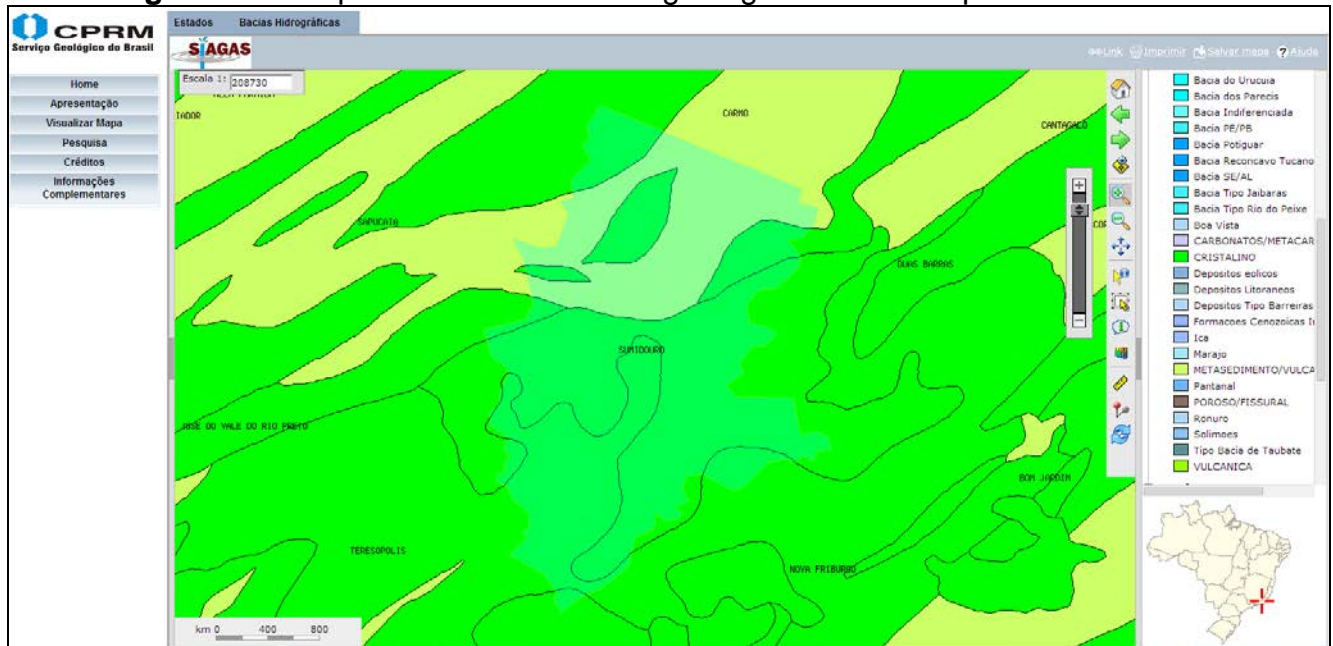 CPRM
Serviço Geológico do Brasil
Home
Apresentação
Visualizar Mapa
Pesquisa
Créditos
Informações
Complementares
Estados Bacias Hidrográficas
SIAGAS
Link Imprimir Salvar mapa ? Ajuda
Escala 1: 208730
CARMO
CANTAGALO
SAPUCAIA
DUAS BARRAS
SUMIDOURO
JOSE DO VALE DO RIO PRETO
BOM JARDIM
TERESOPOLIS
NOVA FRIBURGO
km 0 400 800
Bacia do Urucuia
Bacia dos Parecis
Bacia Indiferenciada
Bacia PE/PB
Bacia Potiguar
Bacia Reconcavo Tucano
Bacia SE/AL
Bacia Tipo Jaibaras
Bacia Tipo Rio do Peixe
Boa Vista
CARBONATOS/METACAR
CRISTALINO
Depositos eolicos
Depositos Litoraneos
Depositos Tipo Barreiras
Formacoes Cenozoicas
Ica
Marajo
METASEDIMENTO/VULCA
Pantanal
POROSO/FISSURAL
Ronuro
Solimoes
Tipo Bacia de Taubate
VULCANICA